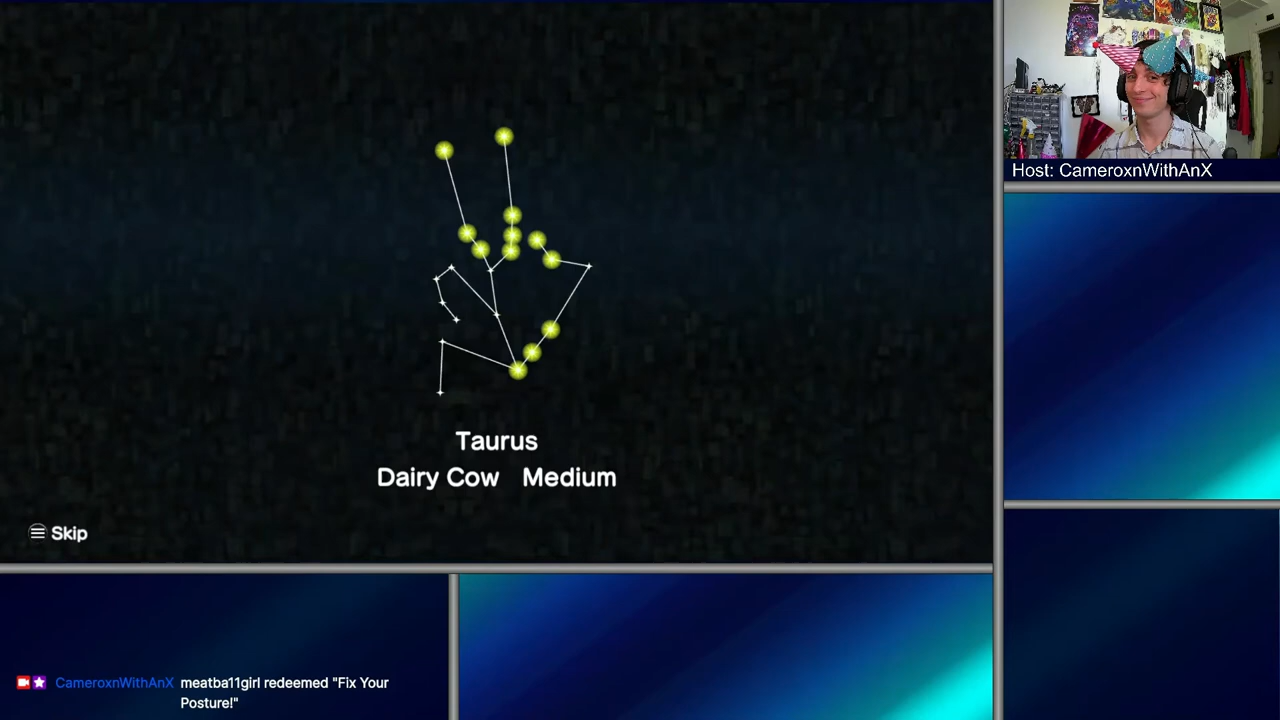 Host: CameroxnWithAnX
Taurus
Dairy Cow Medium
Skip
CameroxnWithAnX meatba11girl redeemed "Fix Your
Posture!"